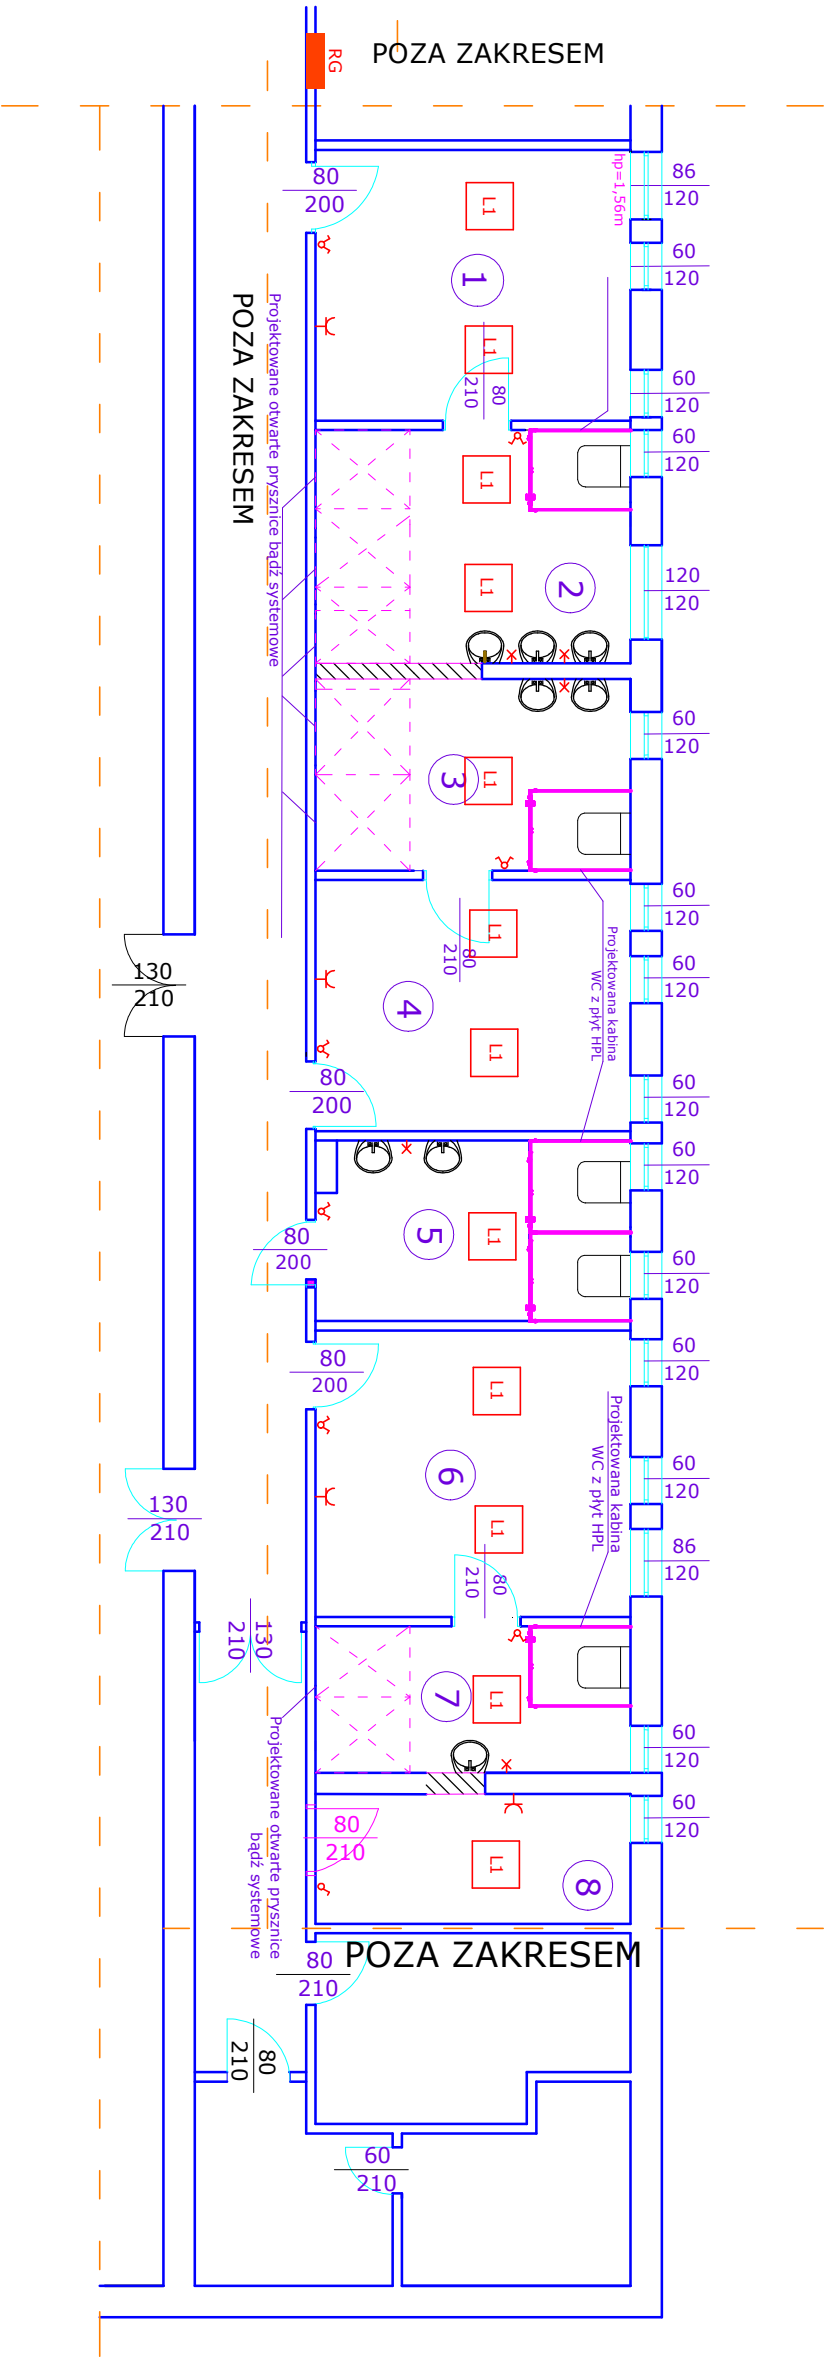 POZA ZAKRESEM
RG
80
200
hp=1,56m
86
120
L1
60
120
1
L1
80
210
60
120
60
120
POZA ZAKRESEM
Projektowane otwarte prysznice bądź systemowe
L1
L1
2
120
120
60
120
3
L1
60
120
L1
80
210
Projektowana kabina
WC z płyt HPL
60
120
130
210
4
L1
80
200
60
120
60
120
5
L1
80
200
60
120
80
200
L1
60
120
Projektowana kabina
WC z płyt HPL
6
60
120
130
210
L1
86
120
80
210
130
210
7
L1
60
120
Projektowane otwarte prysznice
bądź systemowe
80
210
60
120
L1
8
POZA ZAKRESEM
80
210
80
210
60
210